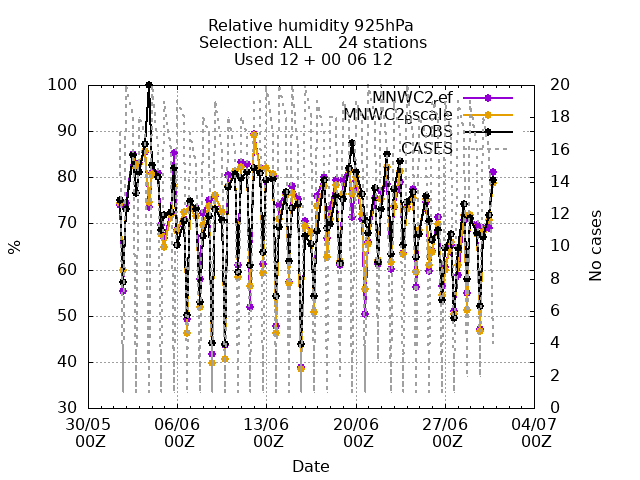 Relative humidity 925hPa
Selection: ALL 24 stations
Used 12 + 00 06 12
MNWC2ref
MNWC2Bscale
OBS
CASES
100
90
80
70
60
50
40
30
20
18
16
14
12
10
8
6
4
2
0
%
No cases
30/05 06/06 13/06 20/06 27/06 04/07
00Z 00Z 00Z 00Z 00Z 00Z
Date